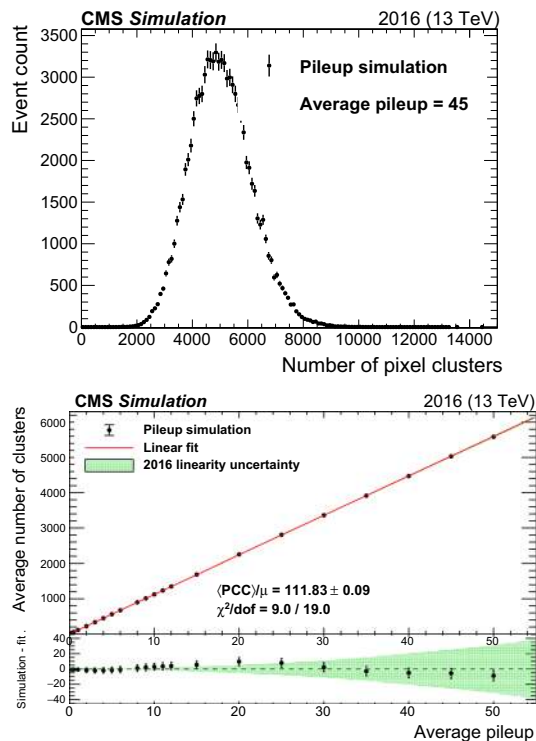 CMS Simulation 2016 (13 TeV)
Event count
3500
3000
2500
2000
1500
1000
500
0
Pileup simulation
Average pileup = 45
0 2000 4000 6000 8000 10000 12000 14000
Number of pixel clusters
CMS Simulation 2016 (13 TeV)
Average number of clusters
6000
5000
4000
3000
2000
1000
Pileup simulation
Linear fit
2016 linearity uncertainty
⟨PCC⟩/μ = 111.83 ± 0.09
χ²/dof = 9.0 / 19.0
Simulation - fit .
40
20
0
−20
−40
0 10 20 30 40 50
Average pileup